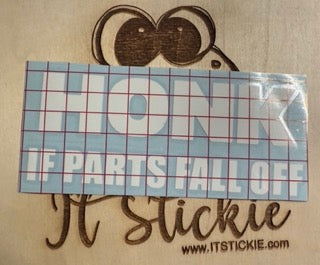 HONK
IF PARTS FALL OFF
It Stickie
www.ITSTICKIE.com